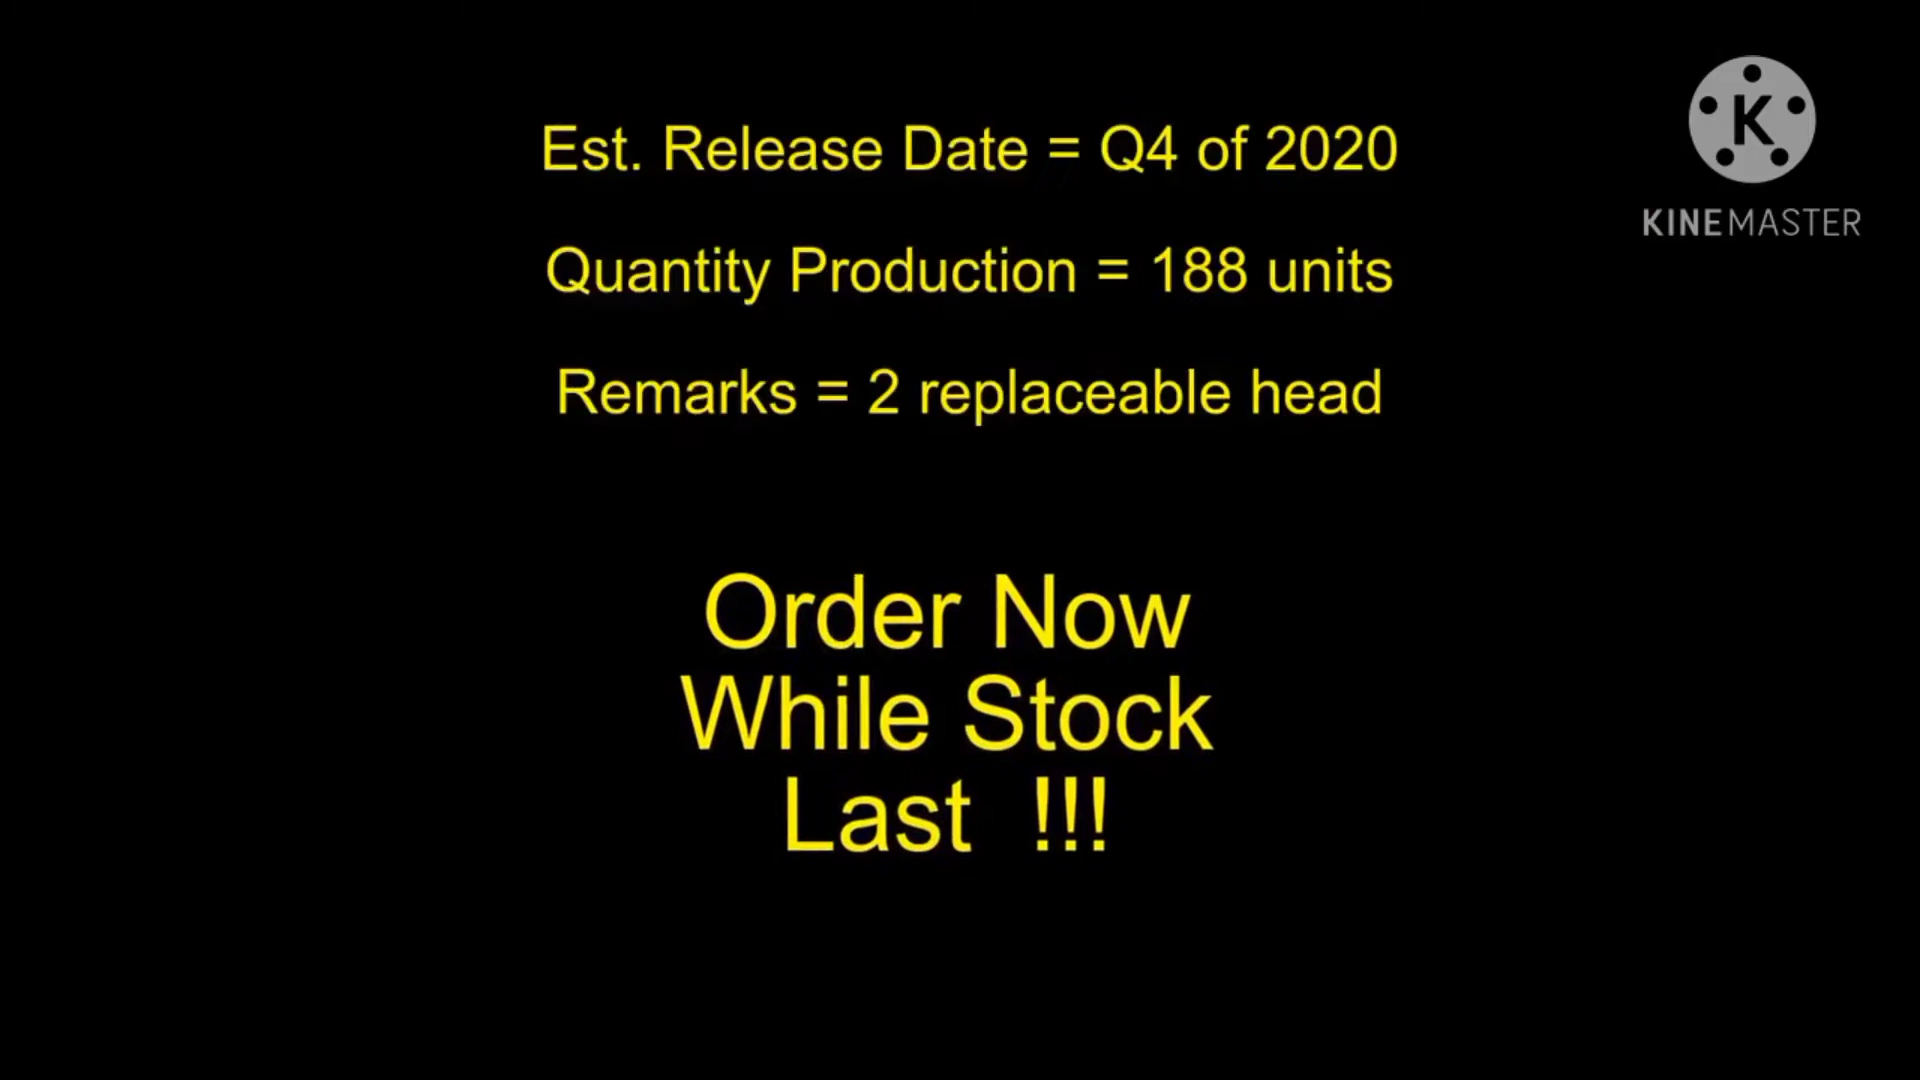 Est. Release Date = Q4 of 2020
K
KINEMASTER
Quantity Production = 188 units
Remarks = 2 replaceable head
Order Now
While Stock
Last !!!